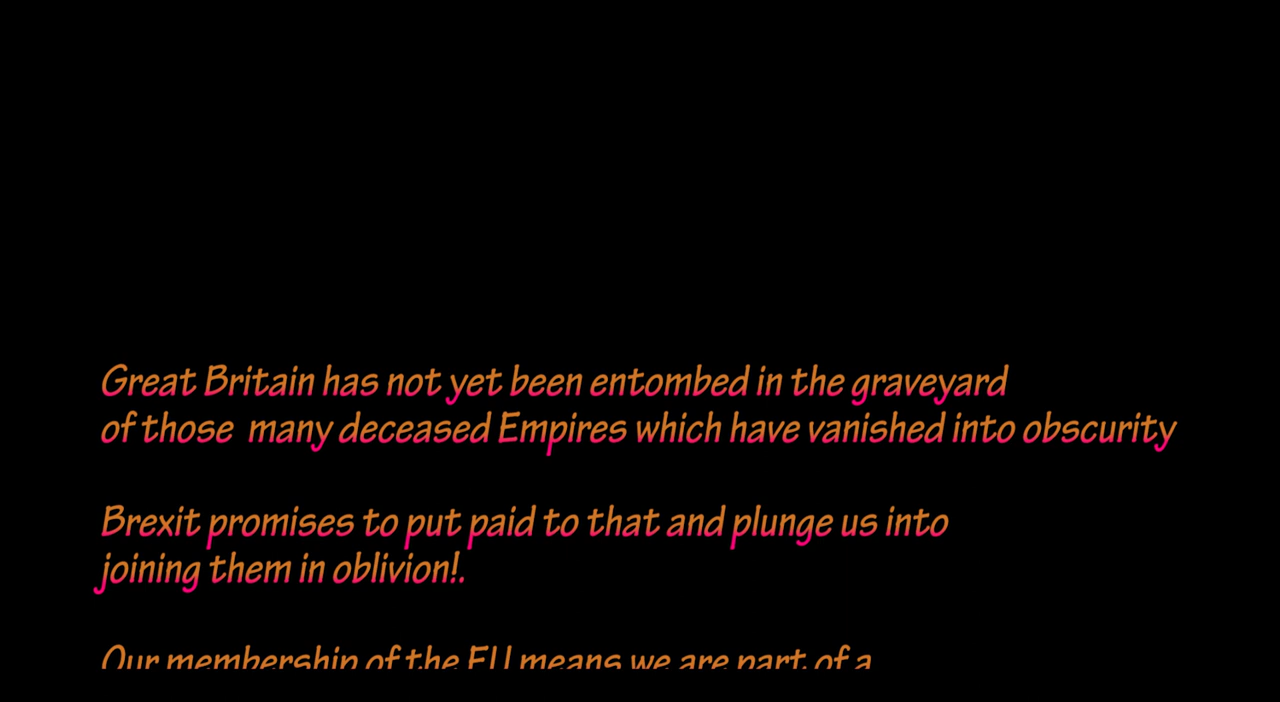 Great Britain has not yet been entombed in the graveyard
of those  many deceased Empires which have vanished into obscurity
Brexit promises to put paid to that and plunge us into
joining them in oblivion!.
Our membership of the EU means we are part of a